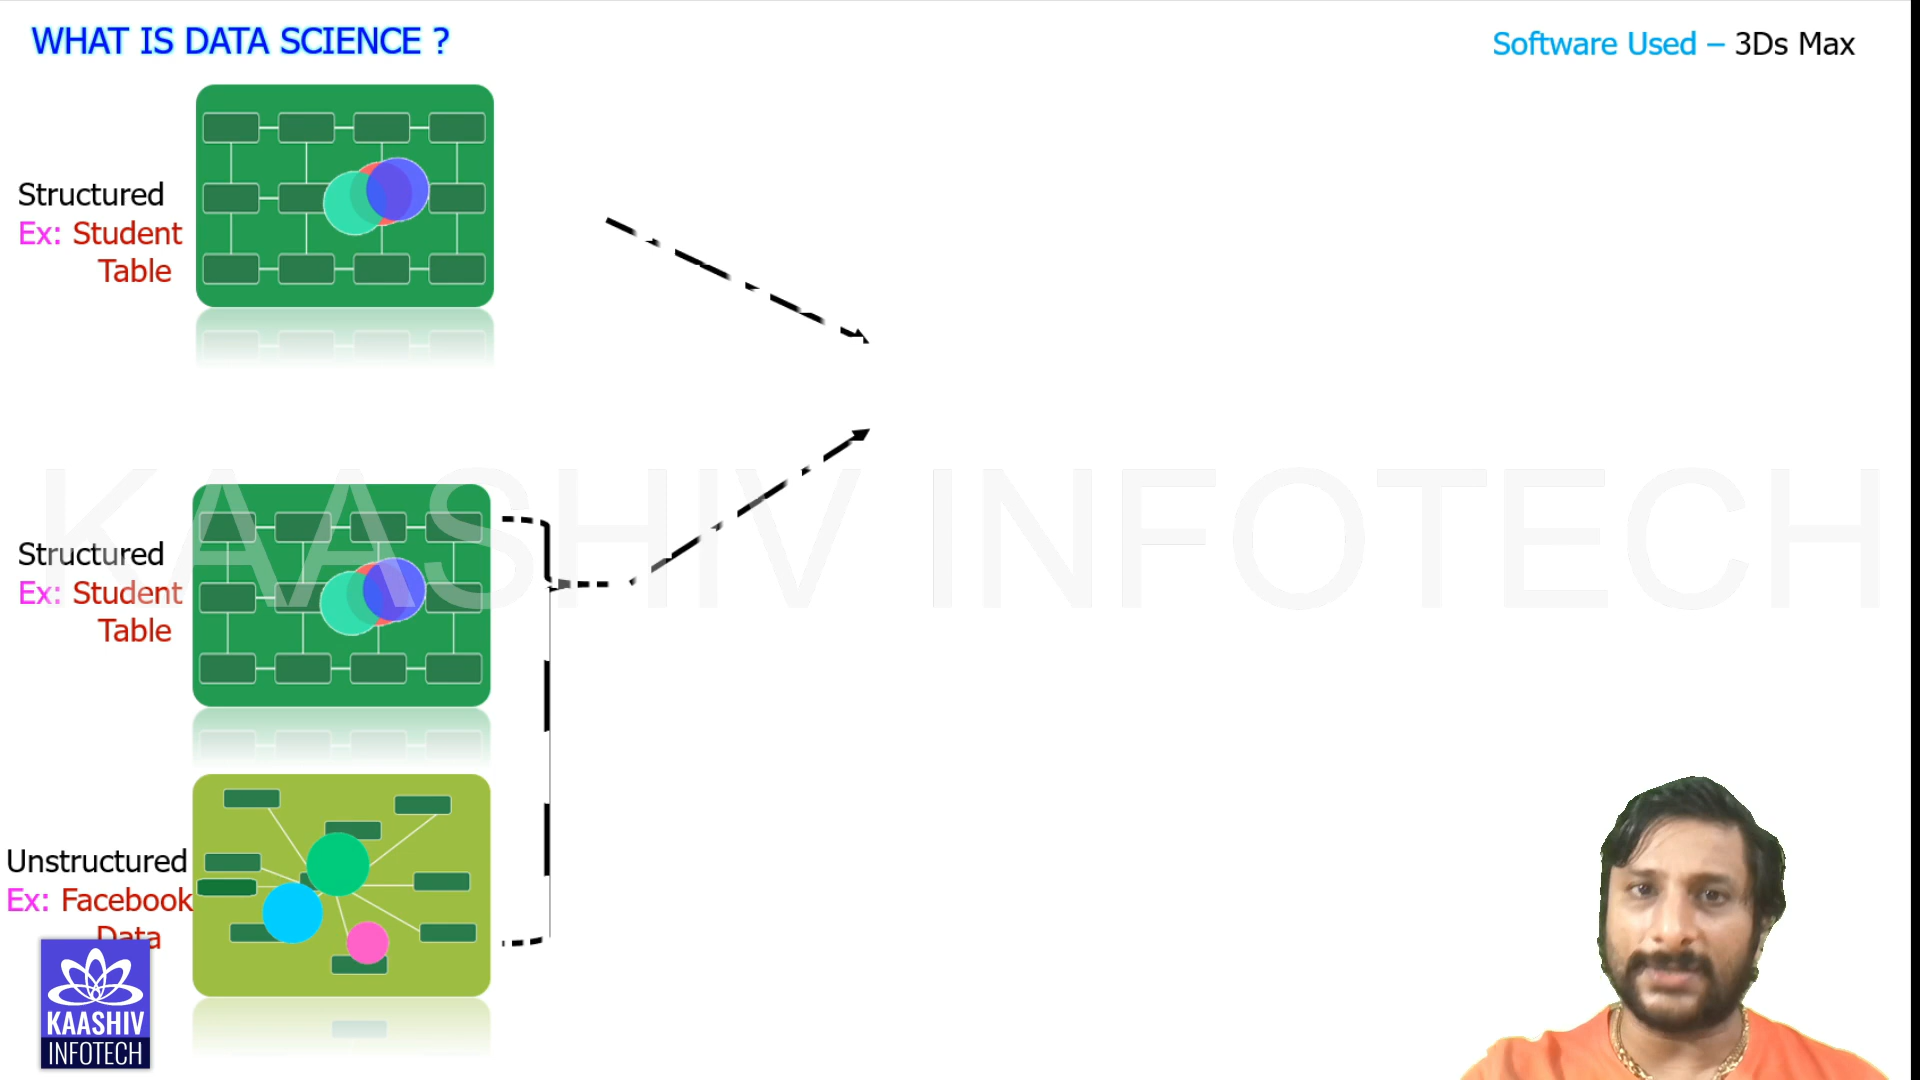 WHAT IS DATA SCIENCE ?
Software Used – 3Ds Max
Structured
Ex: Student
Table
KAASHIV INFOTECH
Structured
Ex: Student
Table
Unstructured
Ex: Facebook
Data
KAASHIV
INFOTECH